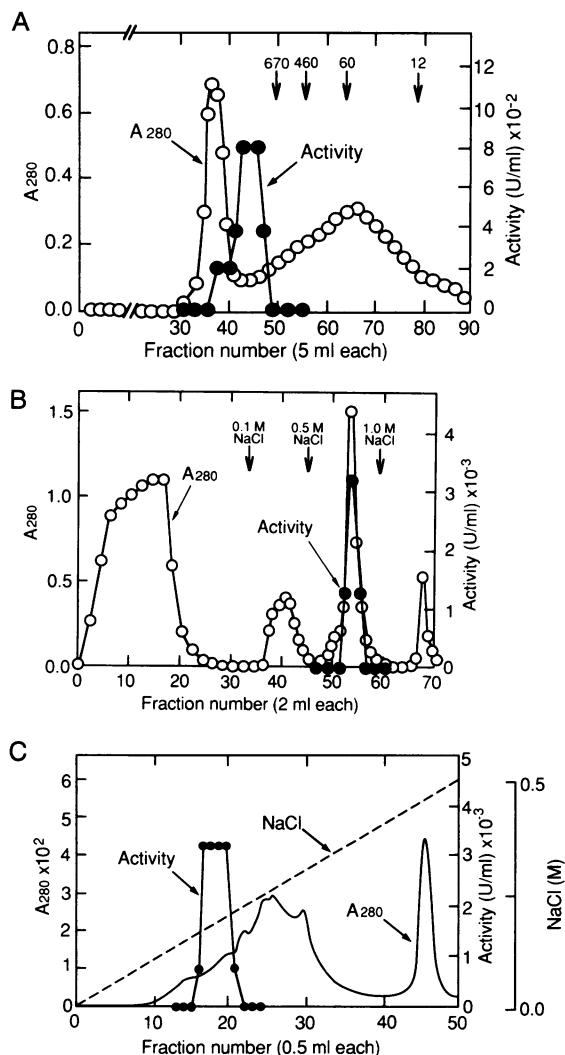 A
670 460 60 12
A280
Activity
0.8
0.6
0.4
0.2
0.0
A280
12
10
8
6
4
2
0
Activity (U/ml) x10-2
0 30 40 50 60 70 80 90
Fraction number (5 ml each)
B
0.1 M
NaCl
0.5 M
NaCl
1.0 M
NaCl
A280
Activity
1.5
1.0
0.5
0.0
A280
4
3
2
1
0
Activity (U/ml) x10-3
0 10 20 30 40 50 60 70
Fraction number (2 ml each)
C
NaCl
Activity
A280
6
5
4
3
2
1
0
A280 x102
5
4
3
2
1
0
Activity (U/ml) x10-3
0.5
0.0
NaCl (M)
0 10 20 30 40 50
Fraction number (0.5 ml each)